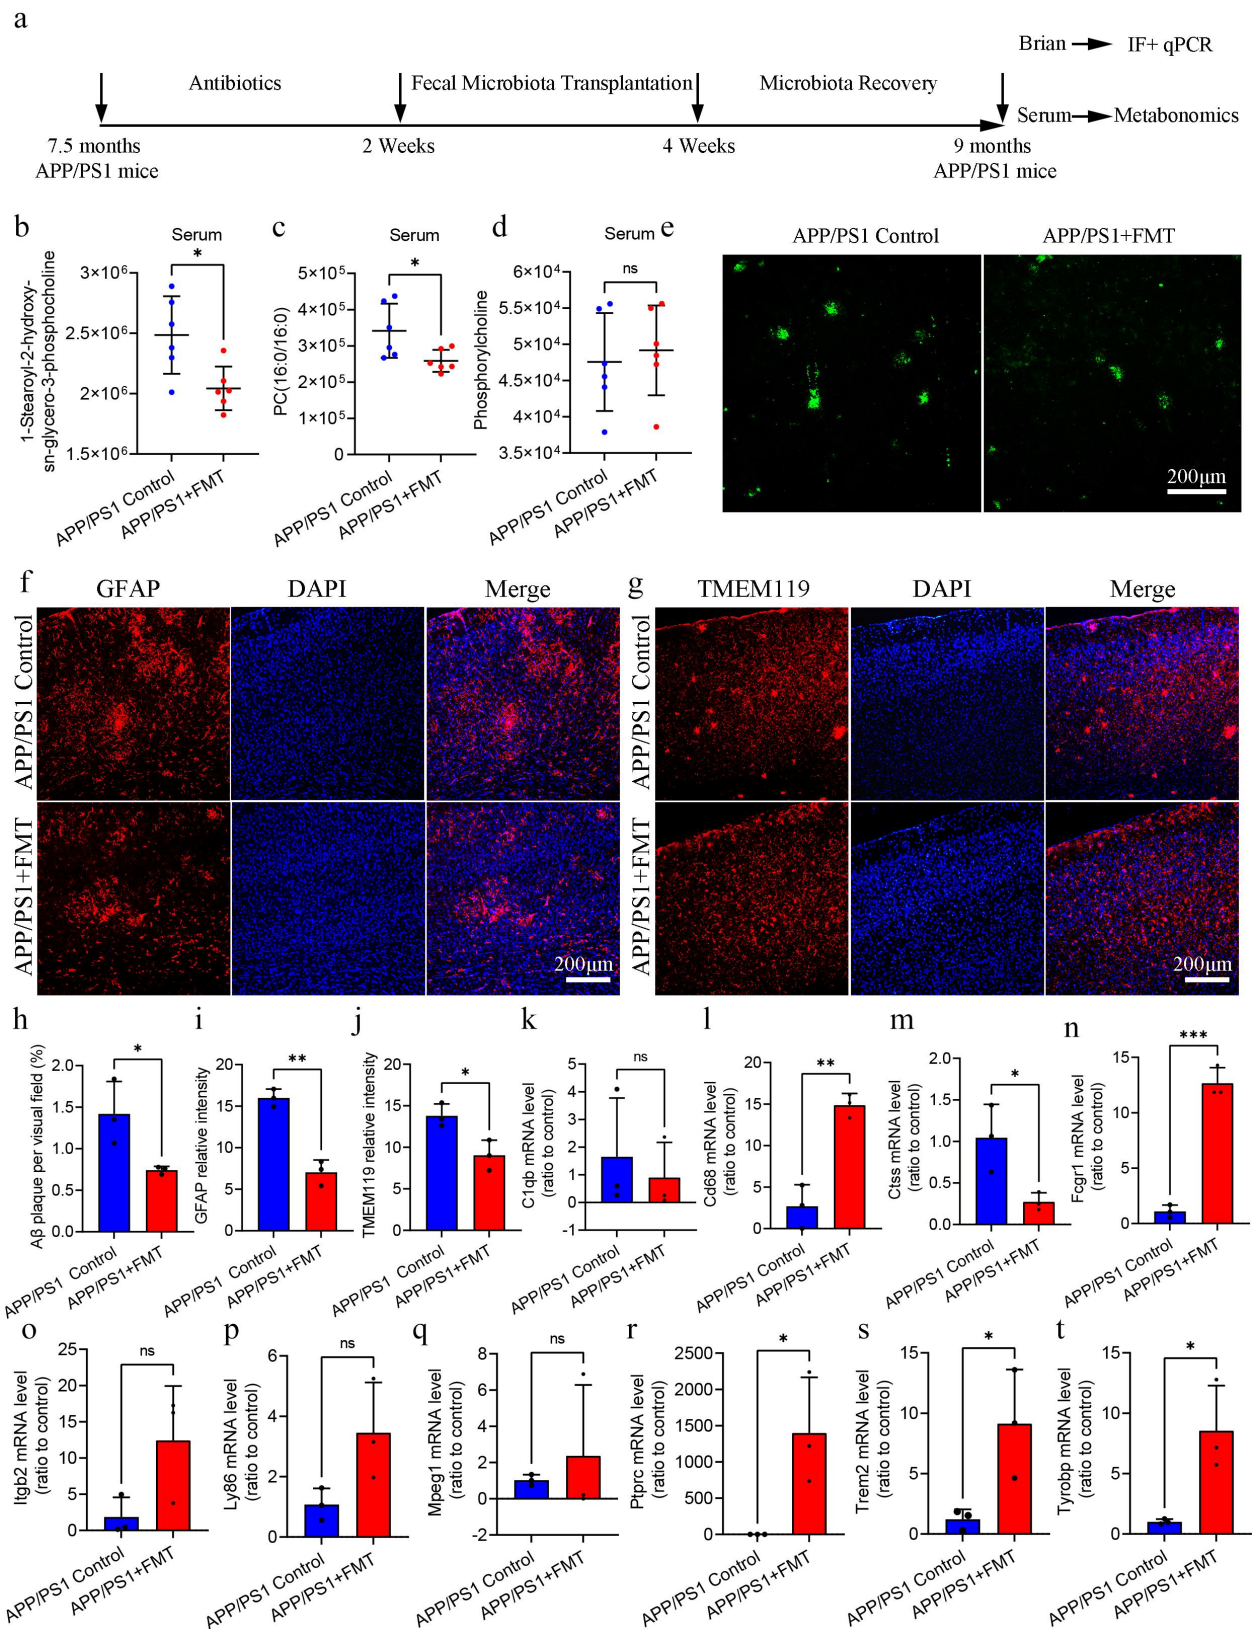 a
Brian
IF+ qPCR
Antibiotics
Fecal Microbiota Transplantation
Microbiota Recovery
Serum
Metabonomics
7.5 months
APP/PS1 mice
2 Weeks
4 Weeks
9 months
APP/PS1 mice
b
Serum
*
1-Stearoyl-2-hydroxy-
sn-glycero-3-phosphocholine
3×10⁶
2.5×10⁶
2×10⁶
1.5×10⁶
APP/PS1 Control
APP/PS1+FMT
c
Serum
*
PC(16:0/16:0)
5×10⁵
4×10⁵
3×10⁵
2×10⁵
1×10⁵
0
APP/PS1 Control
APP/PS1+FMT
d
Serum
ns
Phosphonylcholine
6×10⁴
5.5×10⁴
5×10⁴
4.5×10⁴
4×10⁴
3.5×10⁴
APP/PS1 Control
APP/PS1+FMT
e
APP/PS1 Control
APP/PS1+FMT
200μm
f
GFAP
DAPI
Merge
APP/PS1 Control
APP/PS1+FMT
200μm
g
TMEM119
DAPI
Merge
APP/PS1 Control
APP/PS1+FMT
200μm
h
*
Aβ plaque per visual field (%)
2.0
1.5
1.0
0.5
0.0
APP/PS1 Control
APP/PS1+FMT
i
**
GFAP relative intensity
20
15
10
5
0
APP/PS1 Control
APP/PS1+FMT
j
*
TMEM119 relative intensity
20
15
10
5
0
APP/PS1 Control
APP/PS1+FMT
k
ns
C1qb mRNA level
(ratio to control)
5
4
3
2
1
0
-1
APP/PS1 Control
APP/PS1+FMT
l
**
Cd68 mRNA level
(ratio to control)
20
15
10
5
0
APP/PS1 Control
APP/PS1+FMT
m
*
Ctss mRNA level
(ratio to control)
2.0
1.5
1.0
0.5
0.0
APP/PS1 Control
APP/PS1+FMT
n
***
Fcgr1 mRNA level
(ratio to control)
15
10
5
0
APP/PS1 Control
APP/PS1+FMT
o
ns
Itgb2 mRNA level
(ratio to control)
25
20
15
10
5
0
APP/PS1 Control
APP/PS1+FMT
p
ns
Ly86 mRNA level
(ratio to control)
6
4
2
0
APP/PS1 Control
APP/PS1+FMT
q
ns
Mpeg1 mRNA level
(ratio to control)
8
6
4
2
0
-2
APP/PS1 Control
APP/PS1+FMT
r
*
Ptprc mRNA level
(ratio to control)
2500
2000
1500
1000
500
0
APP/PS1 Control
APP/PS1+FMT
s
*
Trem2 mRNA level
(ratio to control)
15
10
5
0
APP/PS1 Control
APP/PS1+FMT
t
*
Tyrobp mRNA level
(ratio to control)
15
10
5
0
APP/PS1 Control
APP/PS1+FMT